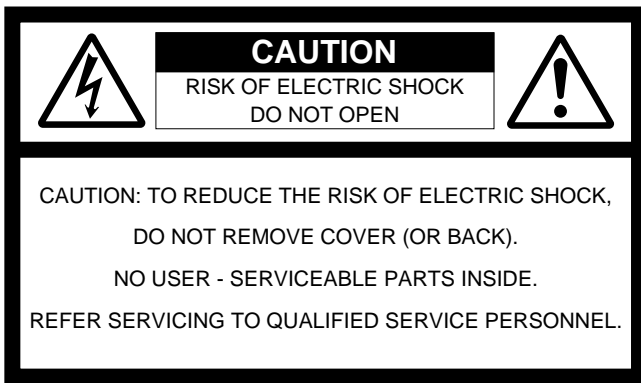 CAUTION
RISK OF ELECTRIC SHOCK
DO NOT OPEN
CAUTION: TO REDUCE THE RISK OF ELECTRIC SHOCK,
DO NOT REMOVE COVER (OR BACK).
NO USER - SERVICEABLE PARTS INSIDE.
REFER SERVICING TO QUALIFIED SERVICE PERSONNEL.